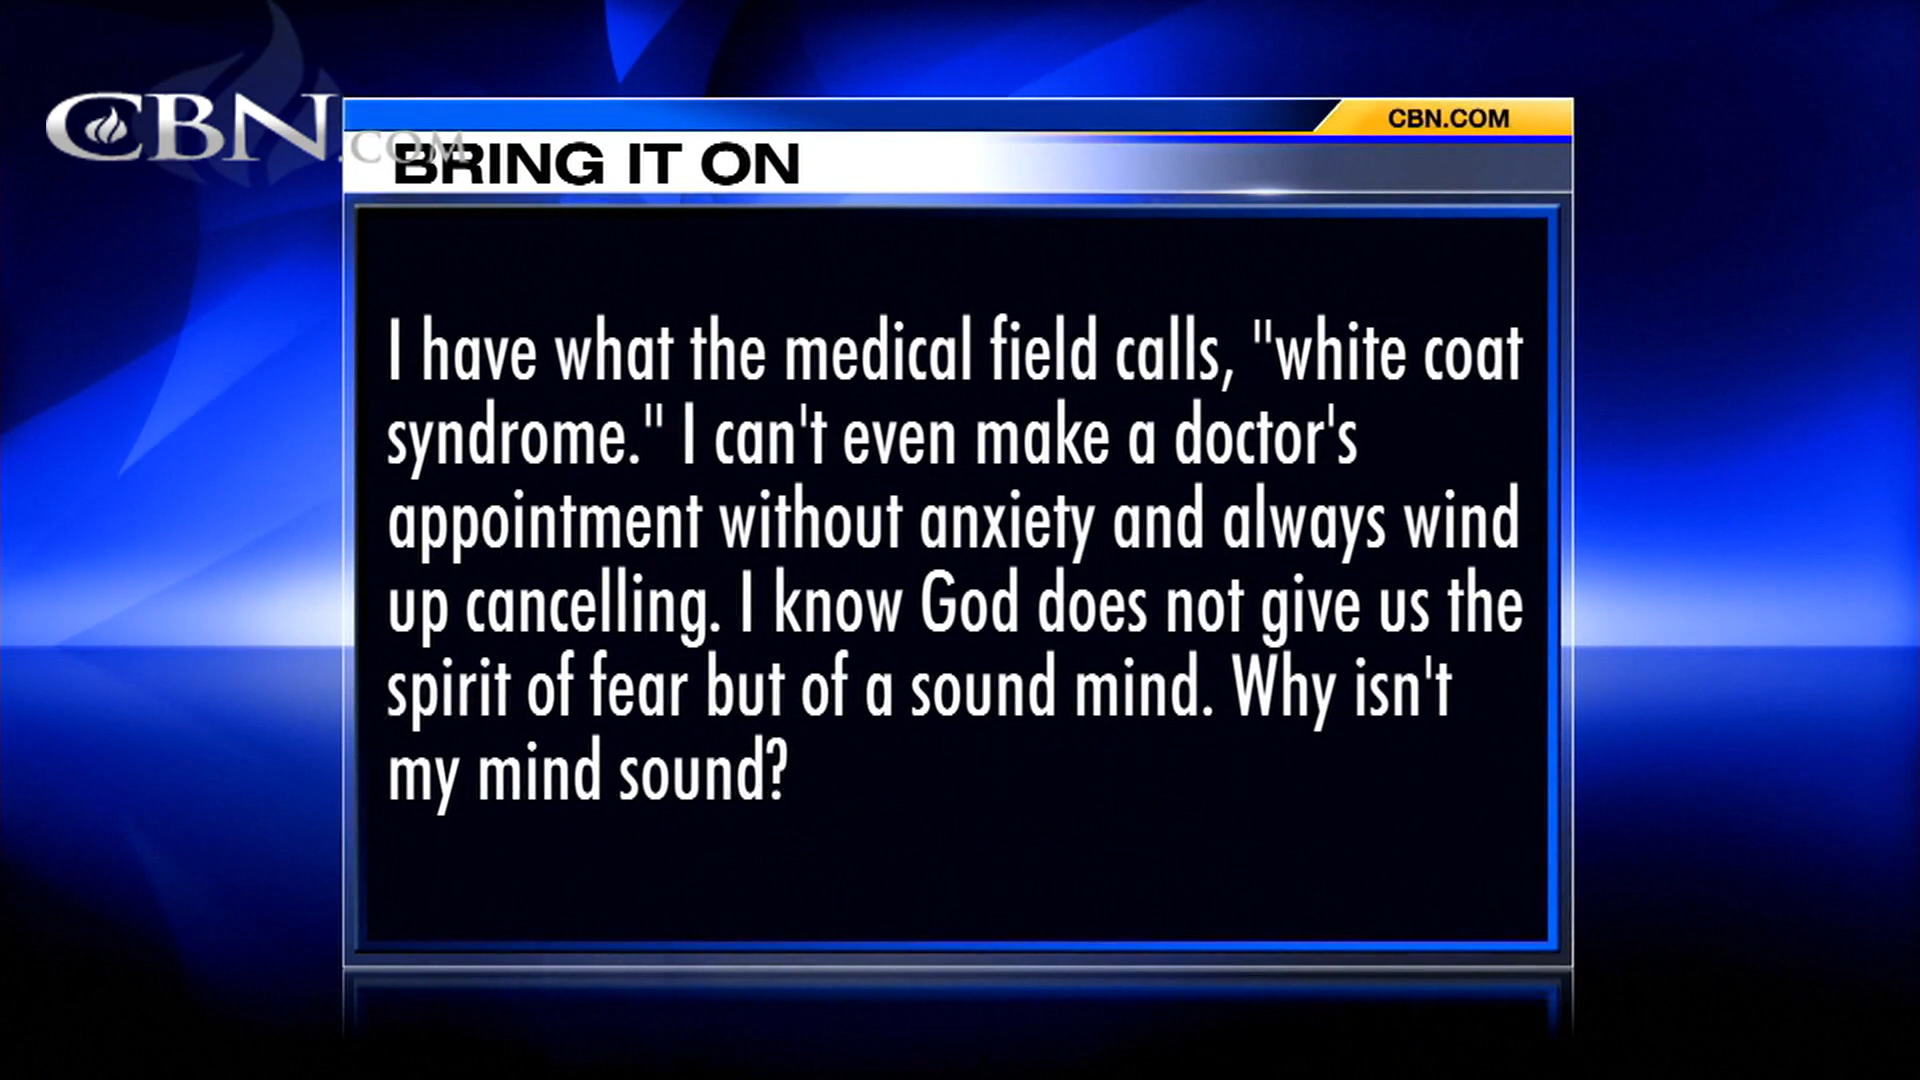 CBN.COM
CBN.COM
BRING IT ON
I have what the medical field calls, "white coat
syndrome." I can't even make a doctor's
appointment without anxiety and always wind
up cancelling. I know God does not give us the
spirit of fear but of a sound mind. Why isn't
my mind sound?